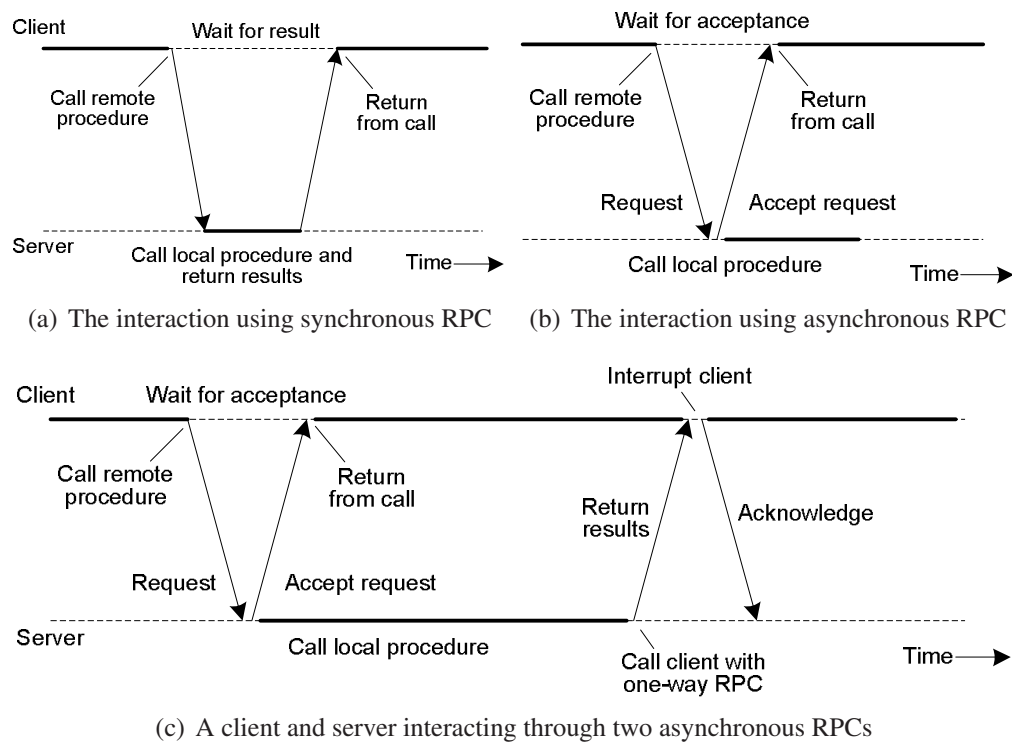 Client
Wait for result
Call remote
procedure
Return
from call
Server
Call local procedure and
return results
Time
(a) The interaction using synchronous RPC
Wait for acceptance
Call remote
procedure
Return
from call
Request
Accept request
Call local procedure
Time
(b) The interaction using asynchronous RPC
Interrupt client
Client
Wait for acceptance
Call remote
procedure
Return
from call
Return
results
Acknowledge
Request
Accept request
Server
Call local procedure
Call client with
one-way RPC
Time
(c) A client and server interacting through two asynchronous RPCs